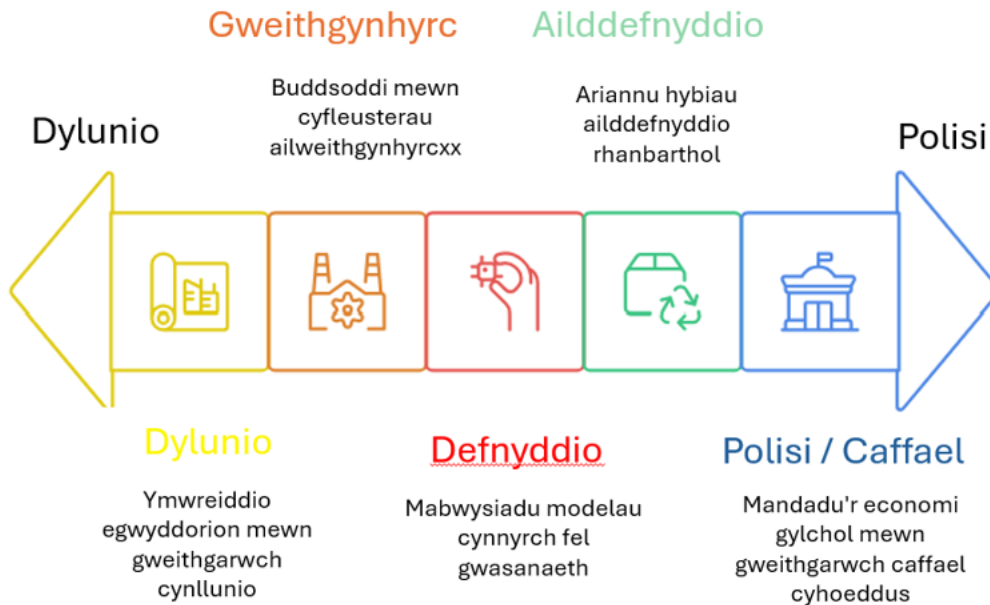 Gweithgynhyrc
Ailddefnyddio
Buddsoddi mewn
cyfleusterau
ailweithgynhyrcxx
Ariannu hybiau
ailddefnyddio
rhanbarthol
Dylunio
Polisi
Dylunio
Defnyddio
Polisi / Caffael
Ymwreiddio
egwyddorion mewn
gweithgarwch
cynllunio
Mabwysiadu modelau
cynnyrch fel
gwasanaeth
Mandadu'r economi
gylchol mewn
gweithgarwch caffael
cyhoeddus